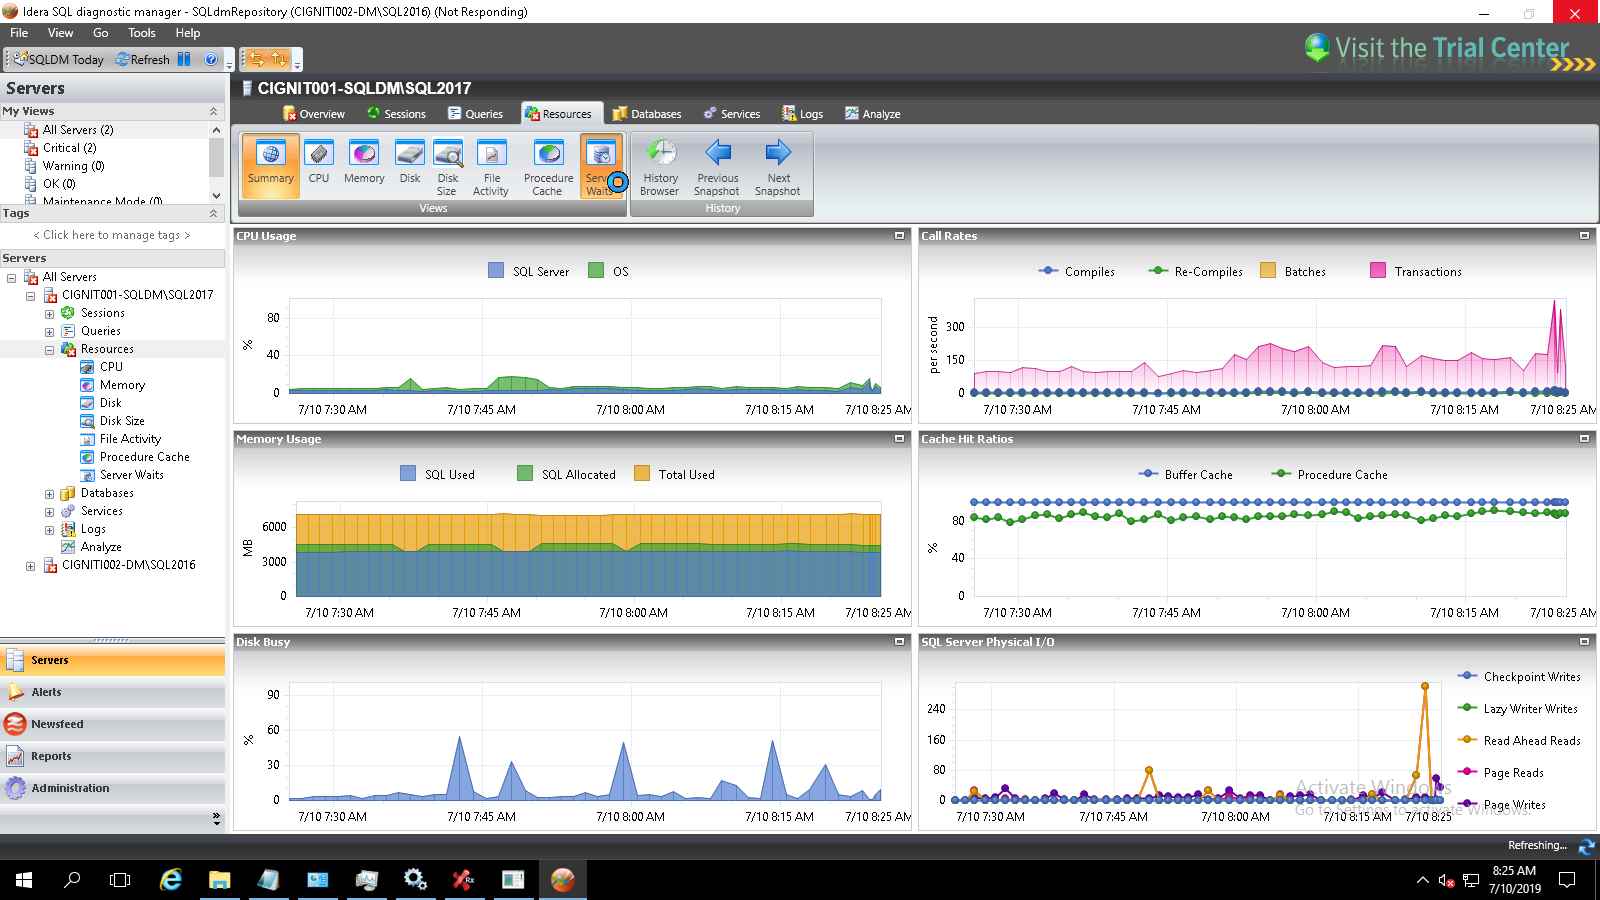 Idera SQL diagnostic manager - SQLdmRepository (CIGNITI002-DM\SQL2016) (Not Responding)
File View Go Tools Help
SQLDM Today Refresh
Visit the Trial Center
Servers
My Views
All Servers (2)
Critical (2)
Warning (0)
OK (0)
Maintenance Mode (0)
Tags
< Click here to manage tags >
Servers
All Servers
CIGNIT001-SQLDM\SQL2017
Sessions
Queries
Resources
CPU
Memory
Disk
Disk Size
File Activity
Procedure Cache
Server Waits
Databases
Services
Logs
Analyze
CIGNITI002-DM\SQL2016
Servers
Alerts
Newsfeed
Reports
Administration
CIGNIT001-SQLDM\SQL2017
Overview Sessions Queries Resources Databases Services Logs Analyze
Summary CPU Memory Disk Disk Size File Activity Procedure Cache Server Waits
Views
History Browser Previous Snapshot Next Snapshot
History
CPU Usage
SQL Server OS
80
%
40
0
7/10 7:30 AM 7/10 7:45 AM 7/10 8:00 AM 7/10 8:15 AM 7/10 8:25 AM
Call Rates
Compiles Re-Compiles Batches Transactions
per second
300
150
0
7/10 7:30 AM 7/10 7:45 AM 7/10 8:00 AM 7/10 8:15 AM 7/10 8:25 AM
Memory Usage
SQL Used SQL Allocated Total Used
6000
MB
3000
0
7/10 7:30 AM 7/10 7:45 AM 7/10 8:00 AM 7/10 8:15 AM 7/10 8:25 AM
Cache Hit Ratios
Buffer Cache Procedure Cache
80
%
40
0
7/10 7:30 AM 7/10 7:45 AM 7/10 8:00 AM 7/10 8:15 AM 7/10 8:25 AM
Disk Busy
90
60
%
30
0
7/10 7:30 AM 7/10 7:45 AM 7/10 8:00 AM 7/10 8:15 AM 7/10 8:25 AM
SQL Server Physical I/O
240
160
80
0
7/10 7:30 AM 7/10 7:45 AM 7/10 8:00 AM 7/10 8:15 AM 7/10 8:25
Checkpoint Writes
Lazy Writer Writes
Read Ahead Reads
Page Reads
Page Writes
Activate Windows
Go to Settings to activate Windows.
Refreshing...
8:25 AM
7/10/2019